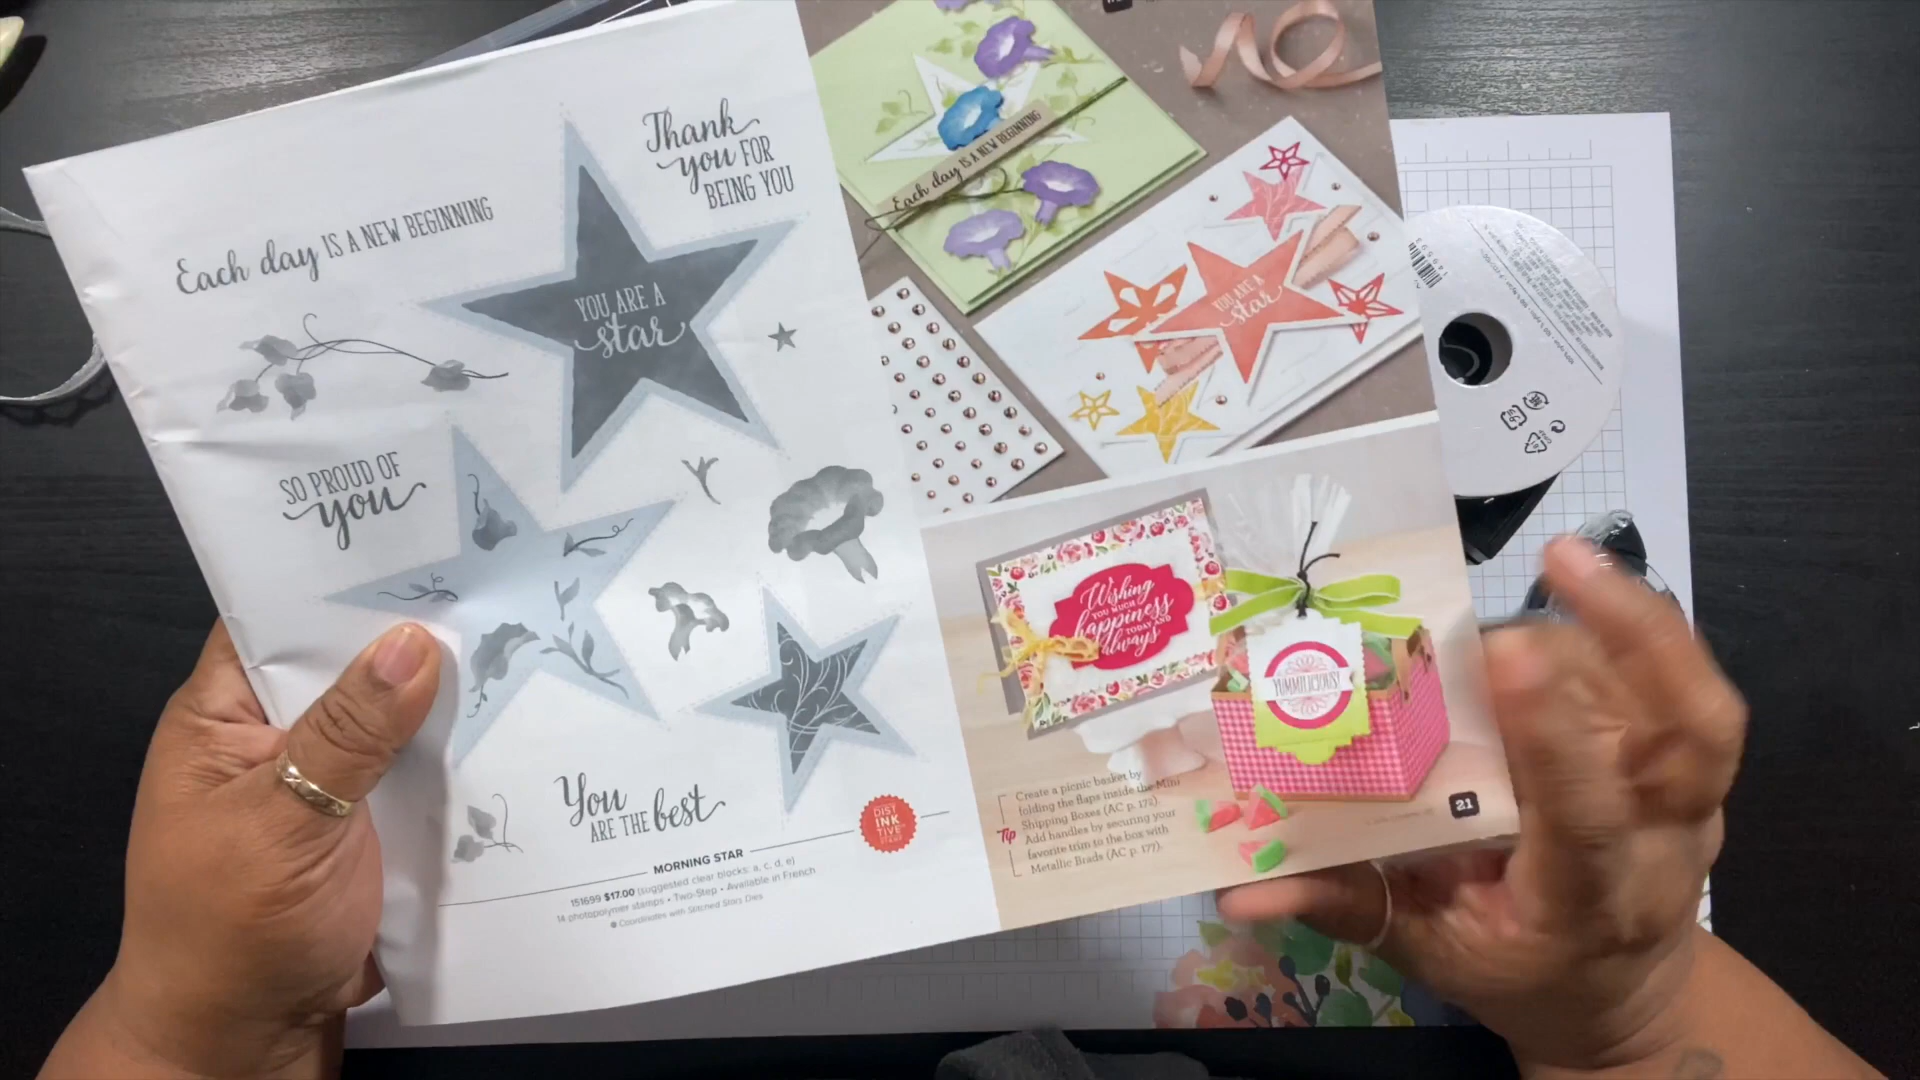 Thank
you FOR
BEING YOU
Each day IS A NEW BEGINNING
YOU ARE A
star
SO PROUD OF
you
You
ARE THE best
DIST
INK
TIVE
MORNING STAR
151699 $17.00 (suggested clear blocks: a, c, d, e)
14 photopolymer stamps • Two-Step • Available in French
Coordinates with Stitched Stars Dies
Each day IS A NEW BEGINNING
YOU ARE A
star
Wishing
YOU MUCH
happiness
TODAY AND
always
YUMMILICIOUS!
Tip
Create a picnic basket by
folding the flaps inside the Mini
Shipping Boxes (AC p. 172).
Add handles by securing your
favorite trim to the box with
Metallic Brads (AC p. 177).
21